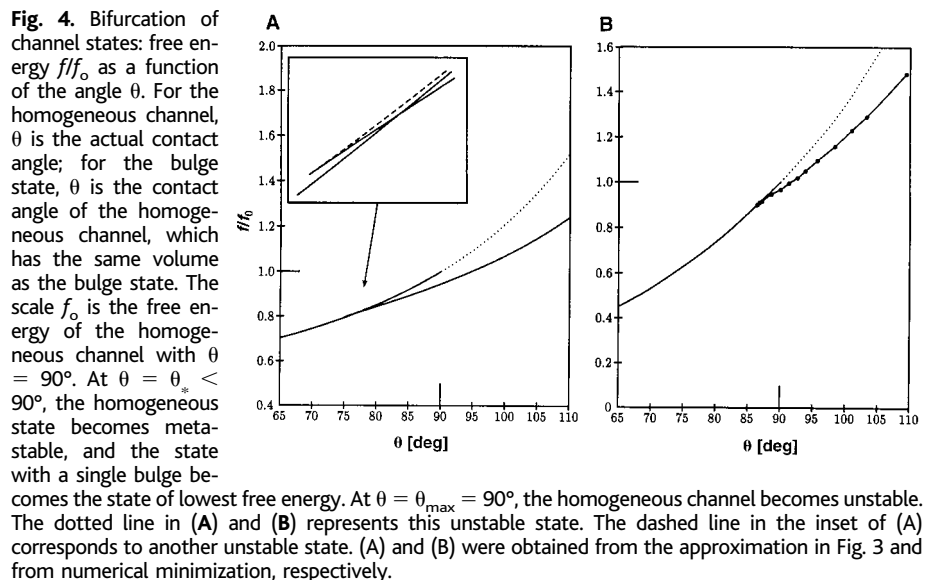 Fig. 4. Bifurcation of
channel states: free en-
ergy f/fo as a function
of the angle θ. For the
homogeneous channel,
θ is the actual contact
angle; for the bulge
state, θ is the contact
angle of the homoge-
neous channel, which
has the same volume
as the bulge state. The
scale fo is the free en-
ergy of the homoge-
neous channel with θ
= 90°. At θ = θ* <
90°, the homogeneous
state becomes meta-
stable, and the state
with a single bulge be-
comes the state of lowest free energy. At θ = θmax = 90°, the homogeneous channel becomes unstable.
The dotted line in (A) and (B) represents this unstable state. The dashed line in the inset of (A)
corresponds to another unstable state. (A) and (B) were obtained from the approximation in Fig. 3 and
from numerical minimization, respectively.
A
2.0
1.8
1.6
1.4
1.2
1.0
0.8
0.6
0.4
f/f0
65 70 75 80 85 90 95 100 105 110
θ [deg]
B
1.6
1.4
1.2
1.0
0.8
0.6
0.4
0.2
0
65 70 75 80 85 90 95 100 105 110
θ [deg]